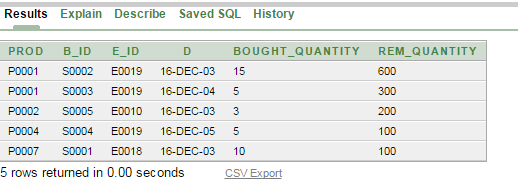 Results Explain Describe Saved SQL History
PROD B_ID E_ID D BOUGHT_QUANTITY REM_QUANTITY
P0001 S0002 E0019 16-DEC-03 15 600
P0001 S0003 E0019 16-DEC-04 5 300
P0002 S0005 E0010 16-DEC-03 3 200
P0004 S0004 E0019 16-DEC-05 5 100
P0007 S0001 E0018 16-DEC-03 10 100
5 rows returned in 0.00 seconds CSV Export